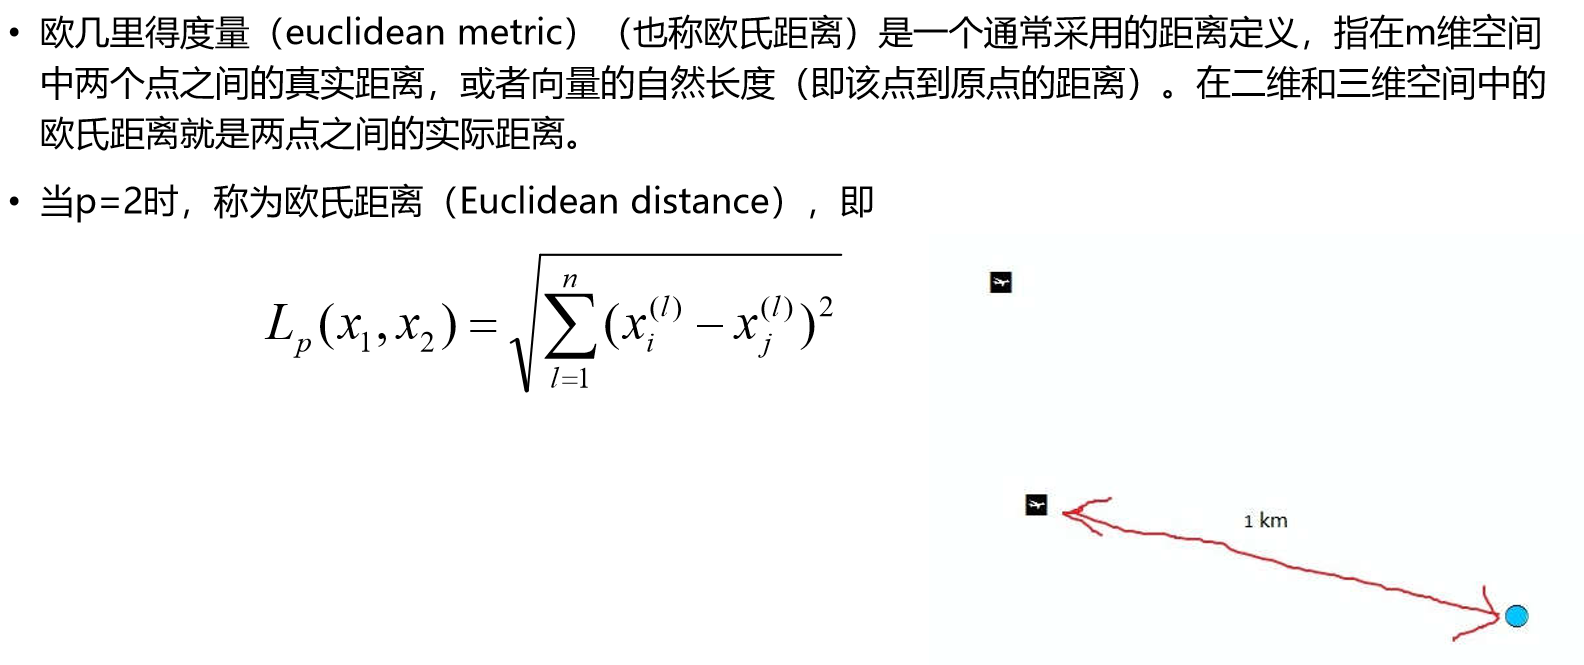 • 欧几里得度量（euclidean metric）（也称欧氏距离）是一个通常采用的距离定义，指在m维空间
中两个点之间的真实距离，或者向量的自然长度（即该点到原点的距离）。在二维和三维空间中的
欧氏距离就是两点之间的实际距离。
• 当p=2时，称为欧氏距离（Euclidean distance），即
L_p(x_1, x_2) = \sqrt{\sum_{l=1}^{n} (x_i^{(l)} - x_j^{(l)})^2}
1 km